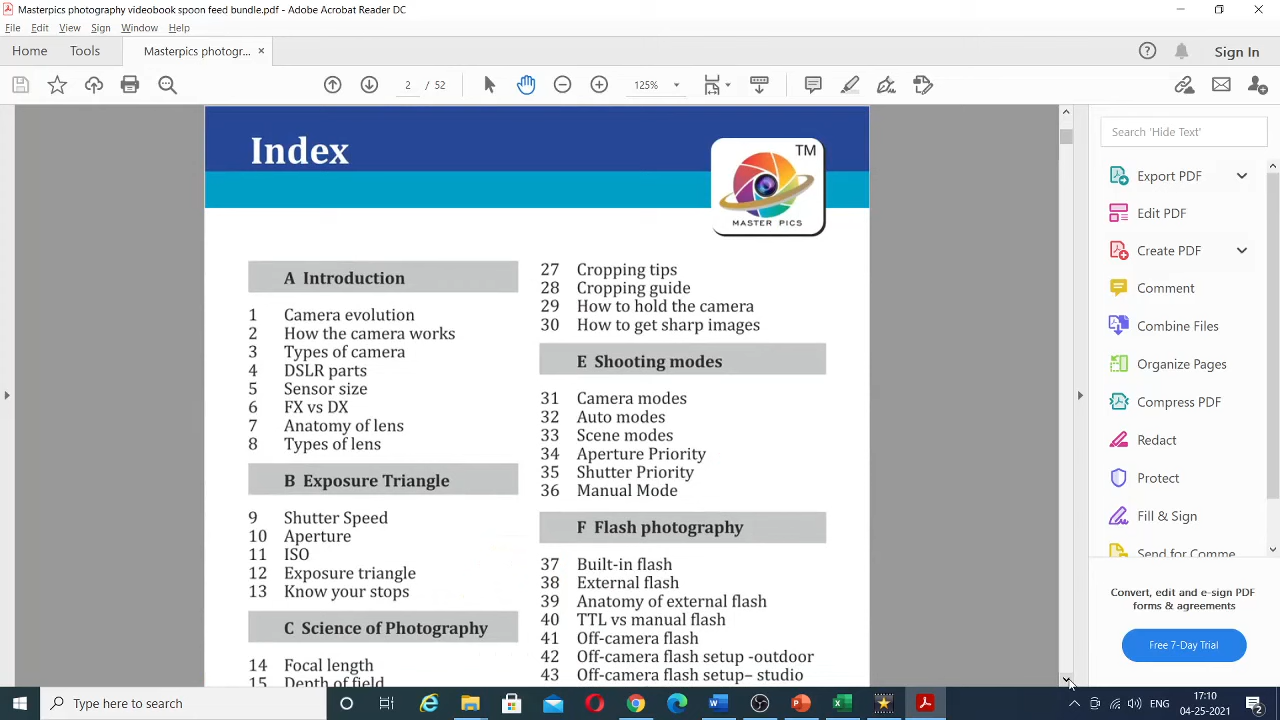 Masterpics photography videobook spoon feed bundle.pdf - Adobe Acrobat Reader DC
File Edit View Sign Window Help
Home Tools Masterpics photogr... × Sign In
2 / 52 125%
Index
TM
MASTER PICS
A Introduction
1 Camera evolution
2 How the camera works
3 Types of camera
4 DSLR parts
5 Sensor size
6 FX vs DX
7 Anatomy of lens
8 Types of lens
B Exposure Triangle
9 Shutter Speed
10 Aperture
11 ISO
12 Exposure triangle
13 Know your stops
C Science of Photography
14 Focal length
15 Depth of field
27 Cropping tips
28 Cropping guide
29 How to hold the camera
30 How to get sharp images
E Shooting modes
31 Camera modes
32 Auto modes
33 Scene modes
34 Aperture Priority
35 Shutter Priority
36 Manual Mode
F Flash photography
37 Built-in flash
38 External flash
39 Anatomy of external flash
40 TTL vs manual flash
41 Off-camera flash
42 Off-camera flash setup -outdoor
43 Off-camera flash setup– studio
Search 'Hide Text'
Export PDF
Edit PDF
Create PDF
Comment
Combine Files
Organize Pages
Compress PDF
Redact
Protect
Fill & Sign
Send for Comme
Convert, edit and e-sign PDF
forms & agreements
Free 7-Day Trial
Type here to search
17:10
04-25-2021
2